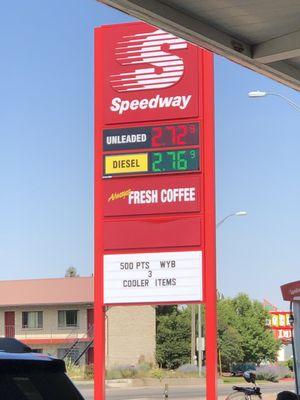 S
Speedway
UNLEADED 2.72 9
DIESEL 2.76 9
Always FRESH COFFEE
500 PTS WYB
3
COOLER ITEMS